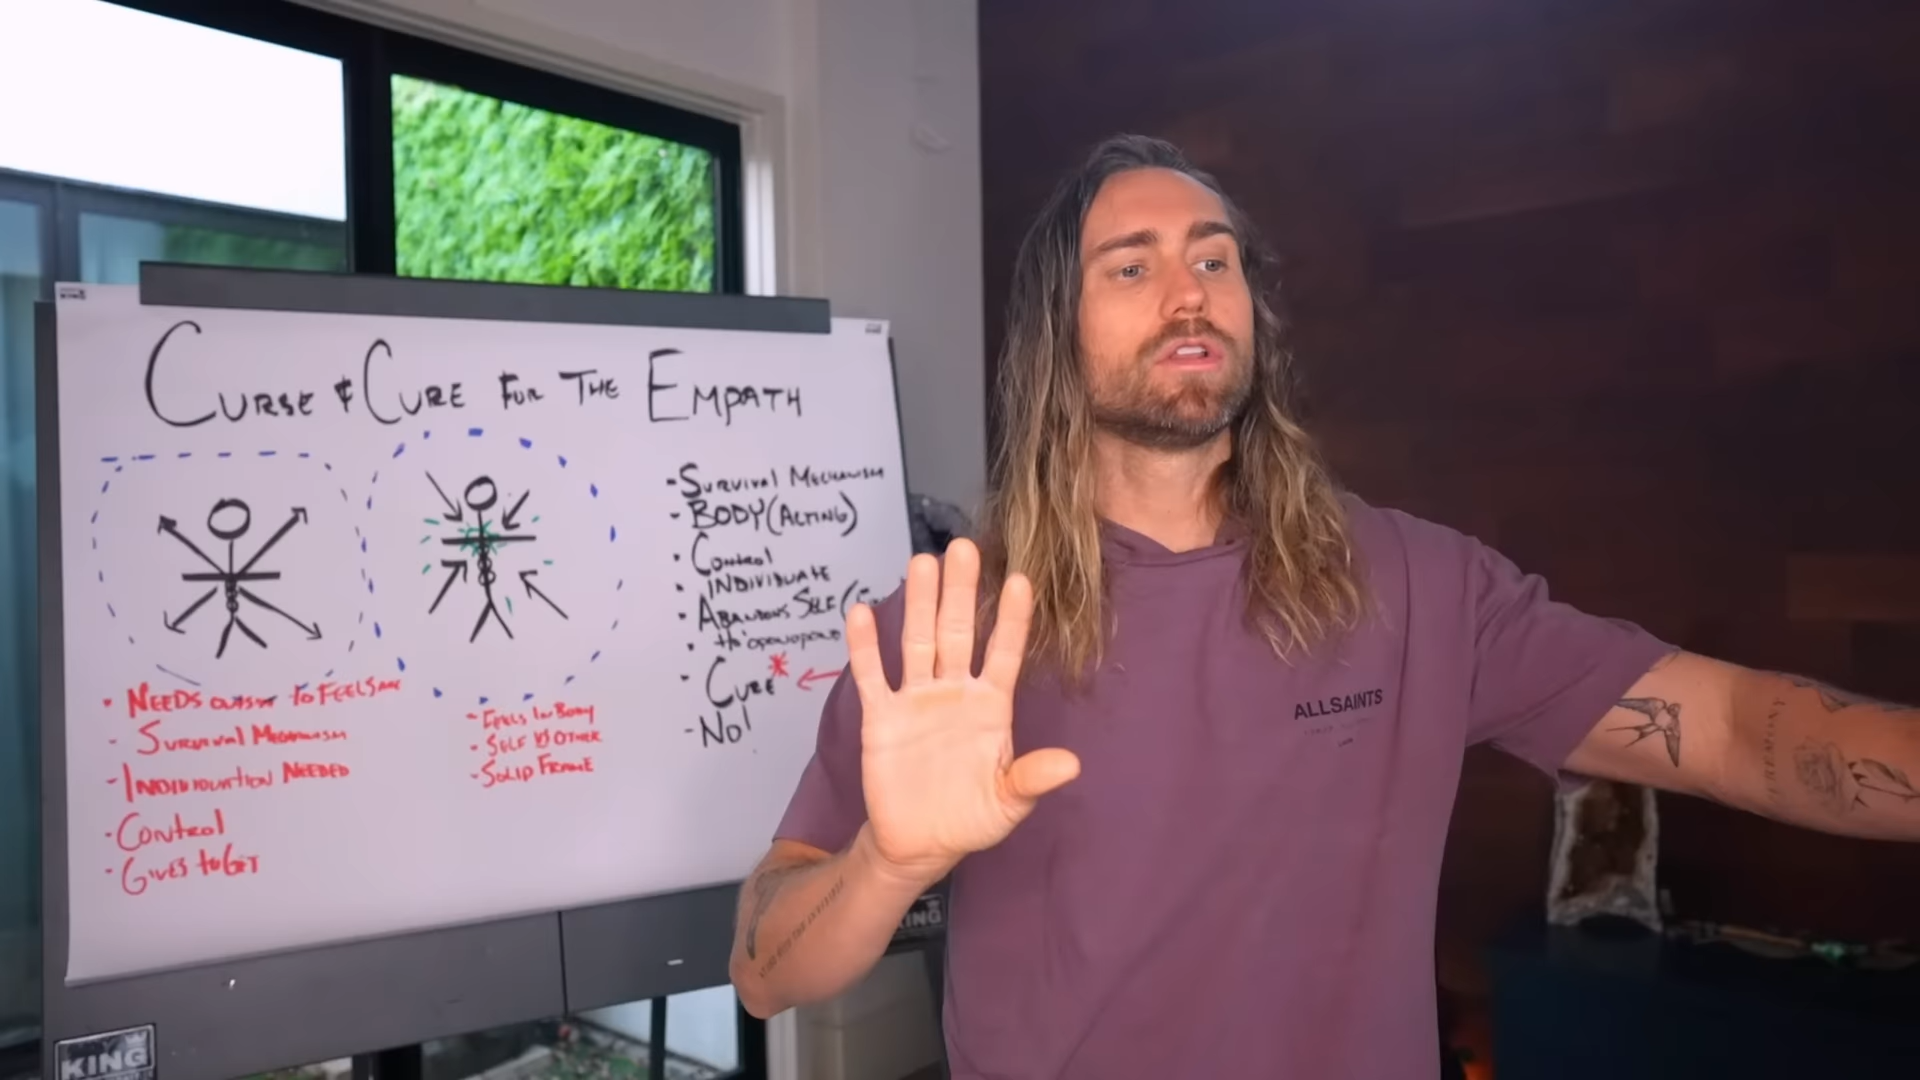 CURSE & CURE FOR THE EMPATH
- SURVIVAL MECHANISM
- BODY (ACTING)
• CONTROL
• INDIVIDUATE
• ABANDONS SELF
• Ho'oponopono
• CURE *
- NO!
• NEEDS OUTSIDE TO FEEL SAFE
- SURVIVAL MECHANISM
- INDIVIDUATION NEEDED
- CONTROL
- GIVES TO GET
- FEELS IN BODY
• SELF VS OTHER
- SOLID FRAME
ALLSAINTS
KING
KING